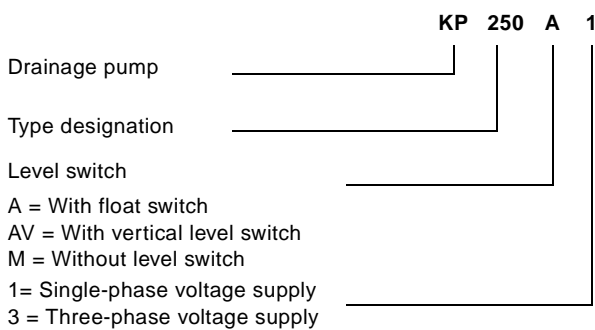 KP 250 A 1
Drainage pump
Type designation
Level switch
A = With float switch
AV = With vertical level switch
M = Without level switch
1= Single-phase voltage supply
3 = Three-phase voltage supply